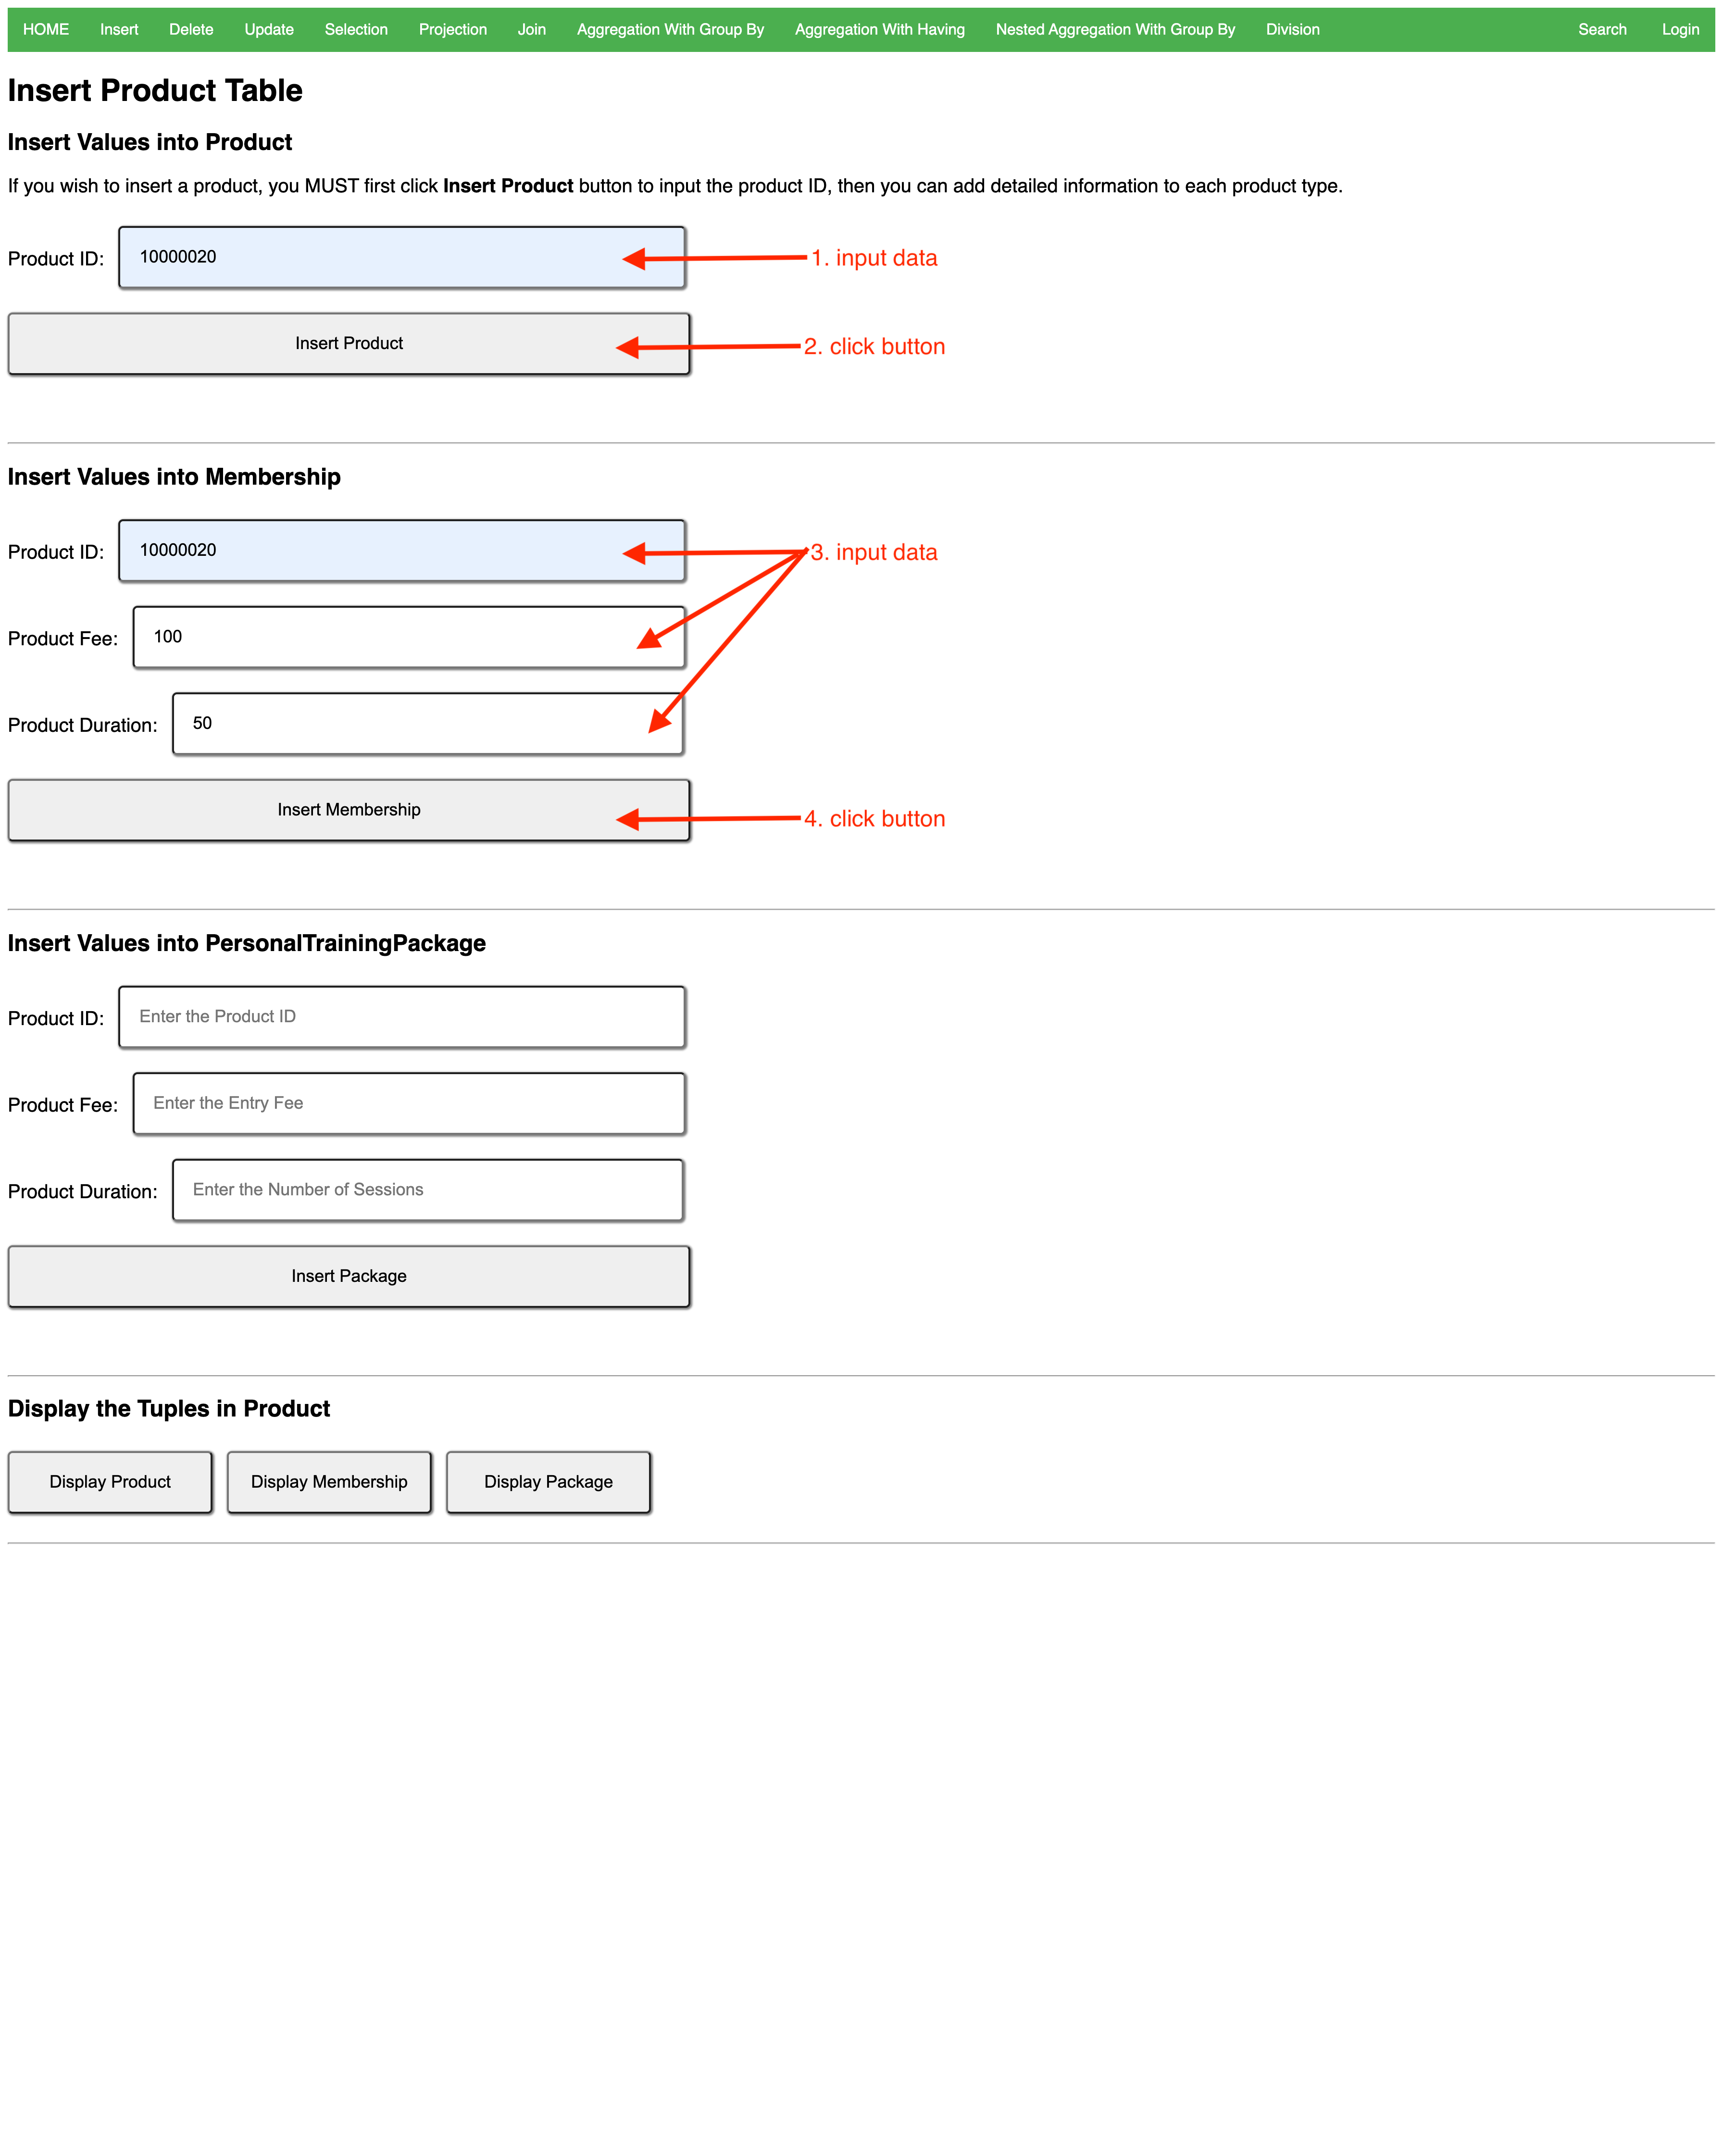 HOME Insert Delete Update Selection Projection Join Aggregation With Group By Aggregation With Having Nested Aggregation With Group By Division Search Login
Insert Product Table
Insert Values into Product
If you wish to insert a product, you MUST first click Insert Product button to input the product ID, then you can add detailed information to each product type.
Product ID: 10000020 1. input data
Insert Product 2. click button
Insert Values into Membership
Product ID: 10000020 3. input data
Product Fee: 100
Product Duration: 50
Insert Membership 4. click button
Insert Values into PersonalTrainingPackage
Product ID: Enter the Product ID
Product Fee: Enter the Entry Fee
Product Duration: Enter the Number of Sessions
Insert Package
Display the Tuples in Product
Display Product Display Membership Display Package